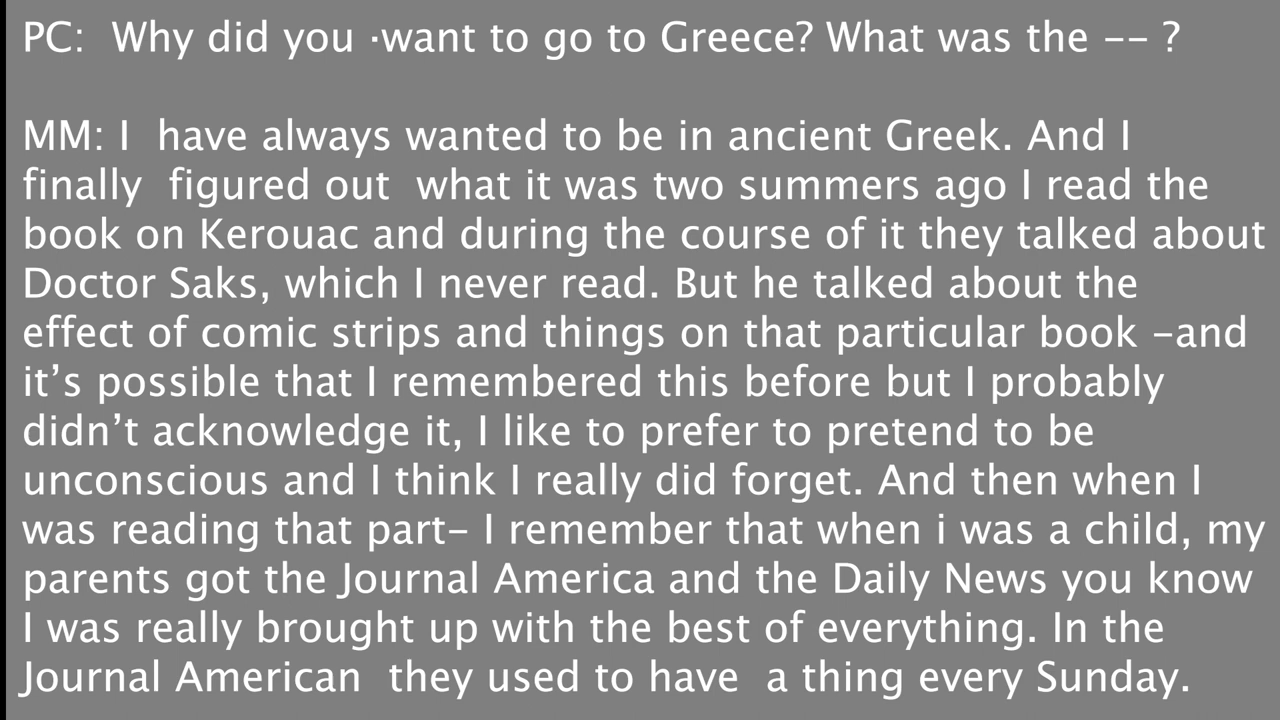 PC:  Why did you ·want to go to Greece? What was the -- ?
MM: I  have always wanted to be in ancient Greek. And I
finally  figured out  what it was two summers ago I read the
book on Kerouac and during the course of it they talked about
Doctor Saks, which I never read. But he talked about the
effect of comic strips and things on that particular book -and
it's possible that I remembered this before but I probably
didn't acknowledge it, I like to prefer to pretend to be
unconscious and I think I really did forget. And then when I
was reading that part- I remember that when i was a child, my
parents got the Journal America and the Daily News you know
I was really brought up with the best of everything. In the
Journal American  they used to have  a thing every Sunday.